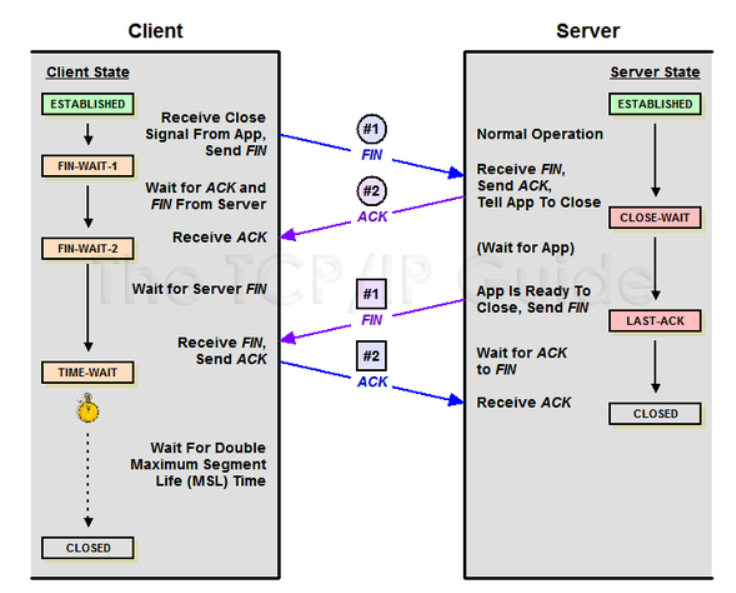 Client
Server
Client State
Server State
ESTABLISHED
ESTABLISHED
Receive Close
Signal From App,
Send FIN
#1
FIN
Normal Operation
FIN-WAIT-1
Receive FIN,
Send ACK,
Tell App To Close
Wait for ACK and
FIN From Server
#2
ACK
CLOSE-WAIT
Receive ACK
FIN-WAIT-2
(Wait for App)
The TCP/IP Guide
Wait for Server FIN
#1
FIN
App Is Ready To
Close, Send FIN
LAST-ACK
Receive FIN,
Send ACK
#2
ACK
Wait for ACK
to FIN
TIME-WAIT
Receive ACK
CLOSED
Wait For Double
Maximum Segment
Life (MSL) Time
CLOSED